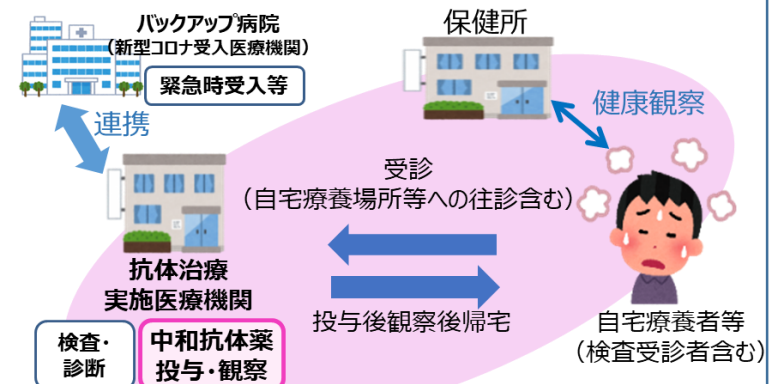 バックアップ病院
(新型コロナ受入医療機関)
緊急時受入等
連携
保健所
健康観察
受診
(自宅療養場所等への往診含む)
抗体治療
実施医療機関
投与後観察後帰宅
検査・
診断
中和抗体薬
投与・観察
自宅療養者等
(検査受診者含む)